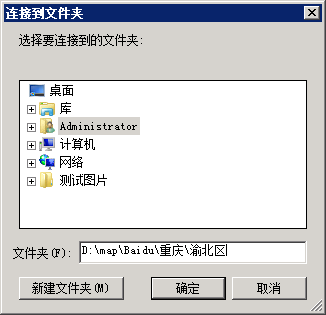 连接到文件夹
选择要连接到的文件夹:
桌面
库
Administrator
计算机
网络
测试图片
文件夹(F): D:\map\Baidu\重庆\渝北区
新建文件夹(M) 确定 取消